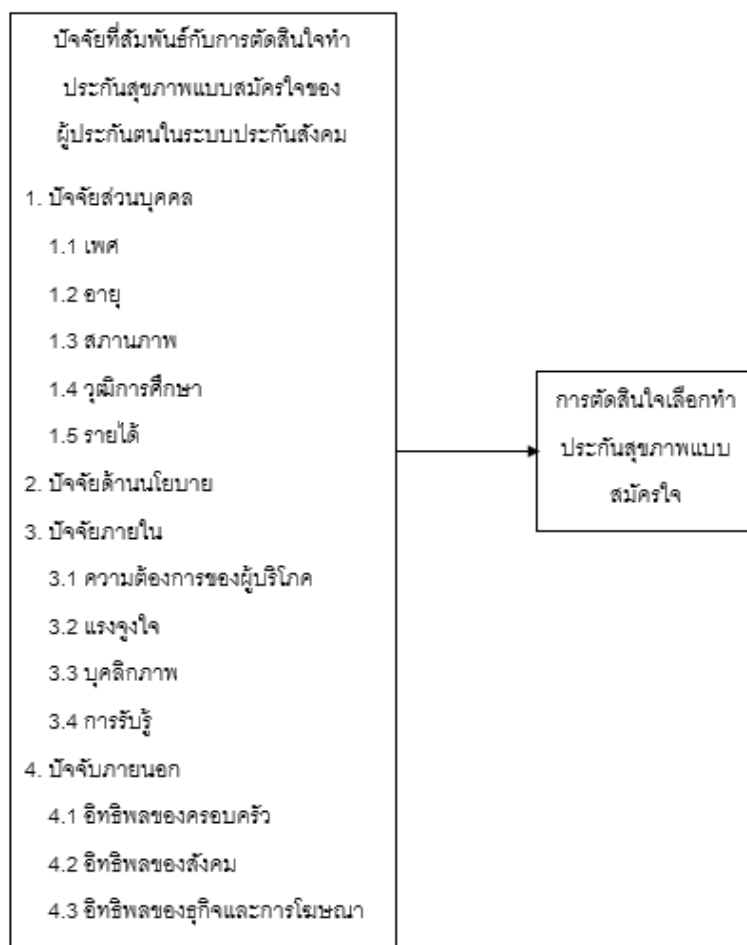 ปัจจัยที่สัมพันธ์กับการตัดสินใจทำ
ประกันสุขภาพแบบสมัครใจของ
ผู้ประกันตนในระบบประกันสังคม
1. ปัจจัยส่วนบุคคล
1.1 เพศ
1.2 อายุ
1.3 สถานภาพ
1.4 วุฒิการศึกษา
1.5 รายได้
2. ปัจจัยด้านนโยบาย
3. ปัจจัยภายใน
3.1 ความต้องการของผู้บริโภค
3.2 แรงจูงใจ
3.3 บุคลิกภาพ
3.4 การรับรู้
4. ปัจจับภายนอก
4.1 อิทธิพลของครอบครัว
4.2 อิทธิพลของสังคม
4.3 อิทธิพลของธุกิจและการโฆษณา
การตัดสินใจเลือกทำ
ประกันสุขภาพแบบ
สมัครใจ